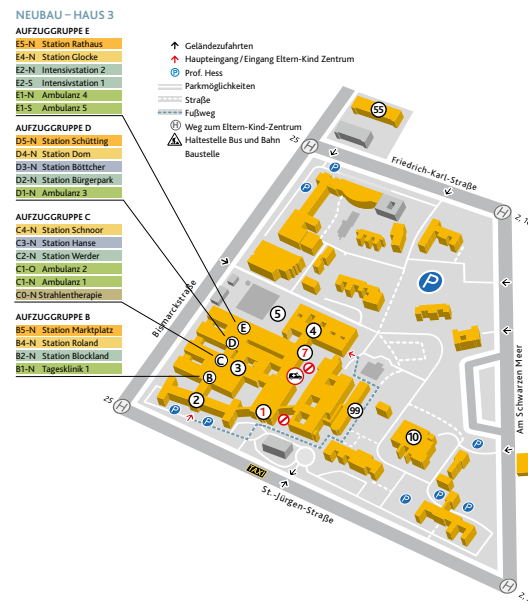 NEUBAU – HAUS 3
AUFZUGGRUPPE E
E5-N Station Rathaus
E4-N Station Glocke
E2-N Intensivstation 2
E2-S Intensivstation 1
E1-N Ambulanz 4
E1-S Ambulanz 5
AUFZUGGRUPPE D
D5-N Station Schütting
D4-N Station Dom
D3-N Station Böttcher
D2-N Station Bürgerpark
D1-N Ambulanz 3
AUFZUGGRUPPE C
C4-N Station Schnoor
C3-N Station Hanse
C2-N Station Werder
C1-O Ambulanz 2
C1-N Ambulanz 1
C0-N Strahlentherapie
AUFZUGGRUPPE B
B5-N Station Marktplatz
B4-N Station Roland
B2-N Station Blockland
B1-N Tagesklinik 1
Geländezufahrten
Haupteingang / Eingang Eltern-Kind Zentrum
P Prof. Hess
Parkmöglichkeiten
Straße
Fußweg
H Weg zum Eltern-Kind-Zentrum
Haltestelle Bus und Bahn
Baustelle
55
25
H
Friedrich-Karl-Straße
P
P
H
2, 10
P
Bismarckstraße
5
4
E
D
7
C
3
B
2
1
99
10
Am Schwarzen Meer
25
H
P
P
P
P
P
P
TAXI
St.-Jürgen-Straße
H
2,